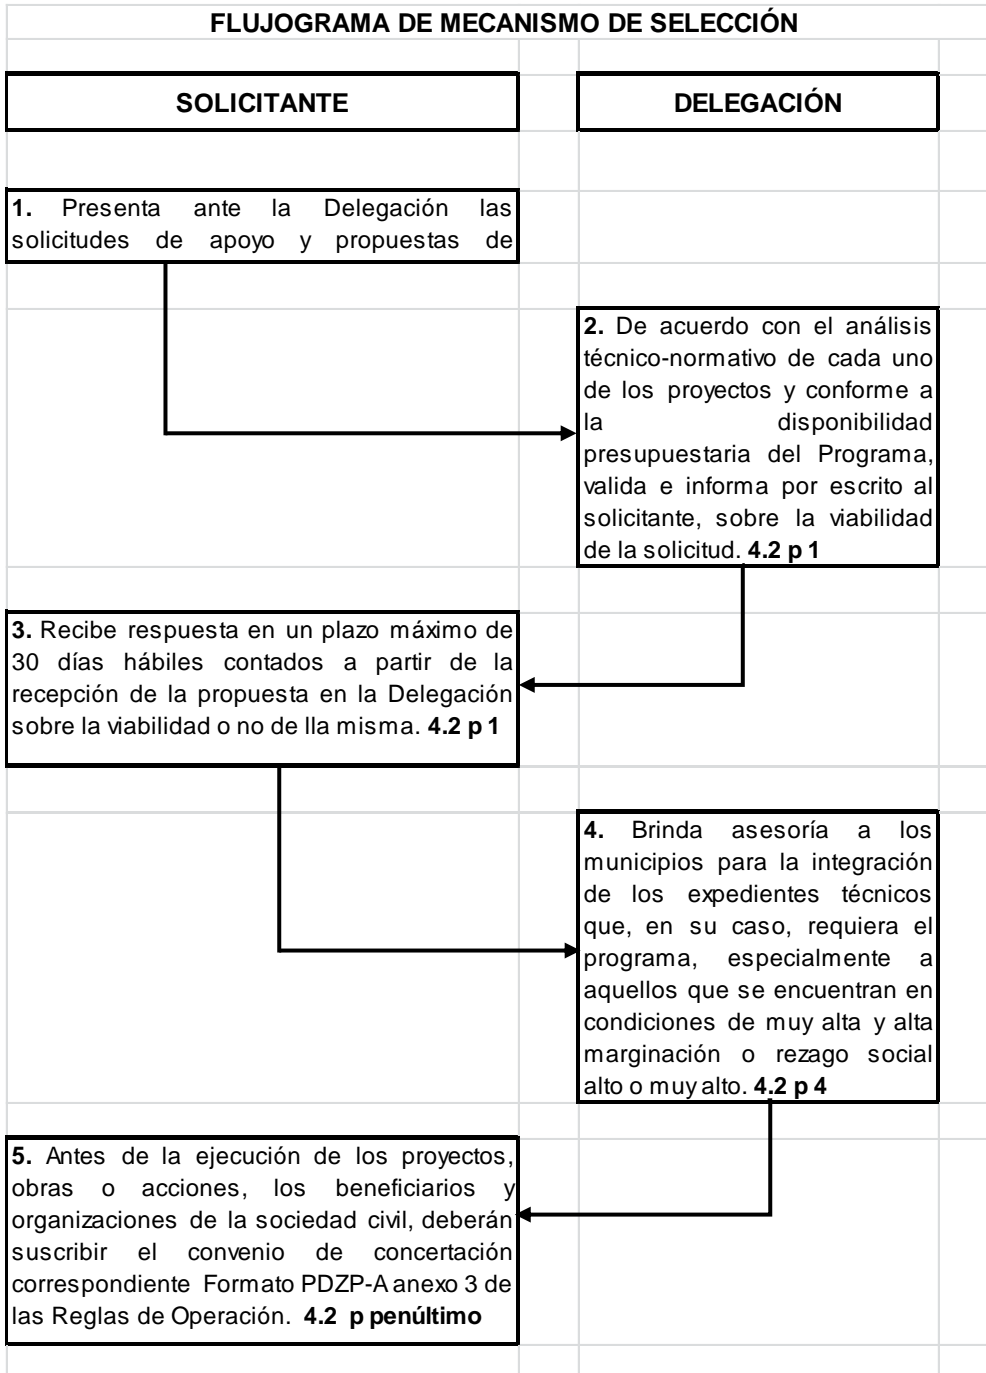 FLUJOGRAMA DE MECANISMO DE SELECCIÓN
SOLICITANTE
DELEGACIÓN
1. Presenta ante la Delegación las
solicitudes de apoyo y propuestas de
2. De acuerdo con el análisis
técnico-normativo de cada uno
de los proyectos y conforme a
la disponibilidad
presupuestaria del Programa,
valida e informa por escrito al
solicitante, sobre la viabilidad
de la solicitud. 4.2 p 1
3. Recibe respuesta en un plazo máximo de
30 días hábiles contados a partir de la
recepción de la propuesta en la Delegación
sobre la viabilidad o no de lla misma. 4.2 p 1
4. Brinda asesoría a los
municipios para la integración
de los expedientes técnicos
que, en su caso, requiera el
programa, especialmente a
aquellos que se encuentran en
condiciones de muy alta y alta
marginación o rezago social
alto o muy alto. 4.2 p 4
5. Antes de la ejecución de los proyectos,
obras o acciones, los beneficiarios y
organizaciones de la sociedad civil, deberán
suscribir el convenio de concertación
correspondiente Formato PDZP-A anexo 3 de
las Reglas de Operación. 4.2 p penúltimo